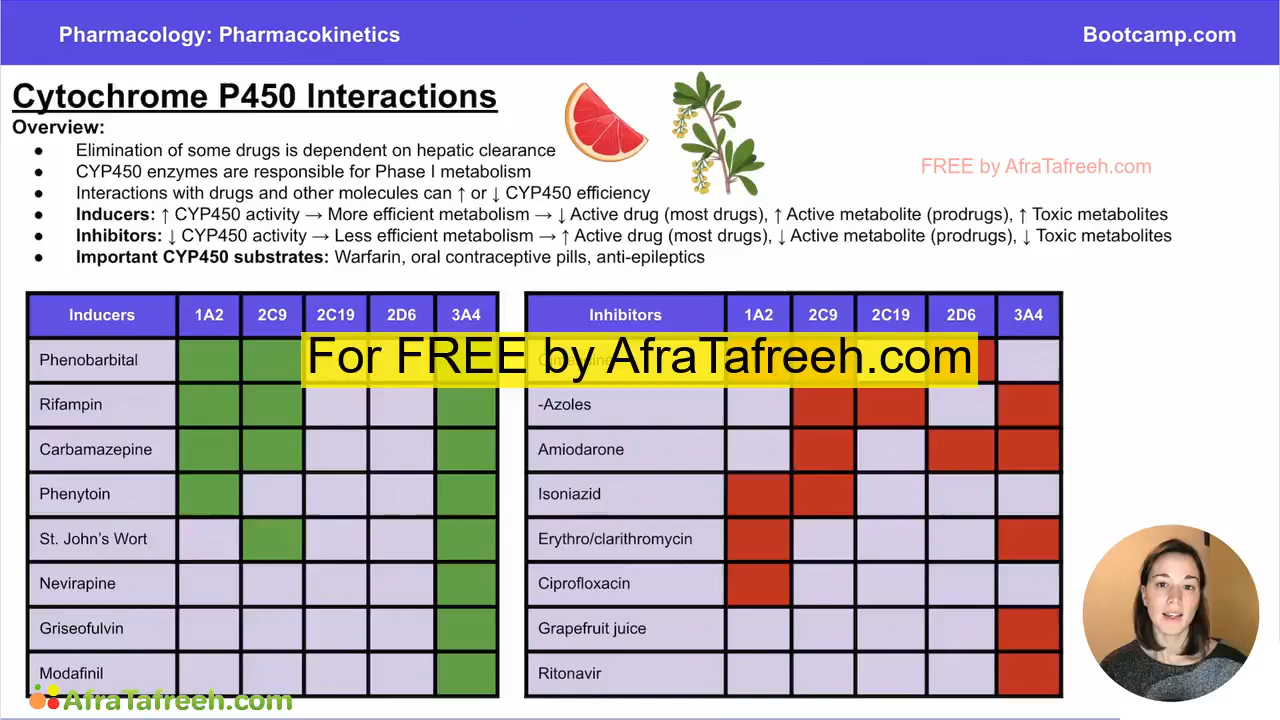 Pharmacology: Pharmacokinetics
Bootcamp.com
Cytochrome P450 Interactions
Overview:
● Elimination of some drugs is dependent on hepatic clearance
● CYP450 enzymes are responsible for Phase I metabolism
● Interactions with drugs and other molecules can ↑ or ↓ CYP450 efficiency
● Inducers: ↑ CYP450 activity → More efficient metabolism → ↓ Active drug (most drugs), ↑ Active metabolite (prodrugs), ↑ Toxic metabolites
● Inhibitors: ↓ CYP450 activity → Less efficient metabolism → ↑ Active drug (most drugs), ↓ Active metabolite (prodrugs), ↓ Toxic metabolites
● Important CYP450 substrates: Warfarin, oral contraceptive pills, anti-epileptics
FREE by AfraTafreeh.com
Inducers 1A2 2C9 2C19 2D6 3A4
Phenobarbital
Rifampin
Carbamazepine
Phenytoin
St. John's Wort
Nevirapine
Griseofulvin
Modafinil
Inhibitors 1A2 2C9 2C19 2D6 3A4
-Azoles
Amiodarone
Isoniazid
Erythro/clarithromycin
Ciprofloxacin
Grapefruit juice
Ritonavir
For FREE by AfraTafreeh.com
AfraTafreeh.com